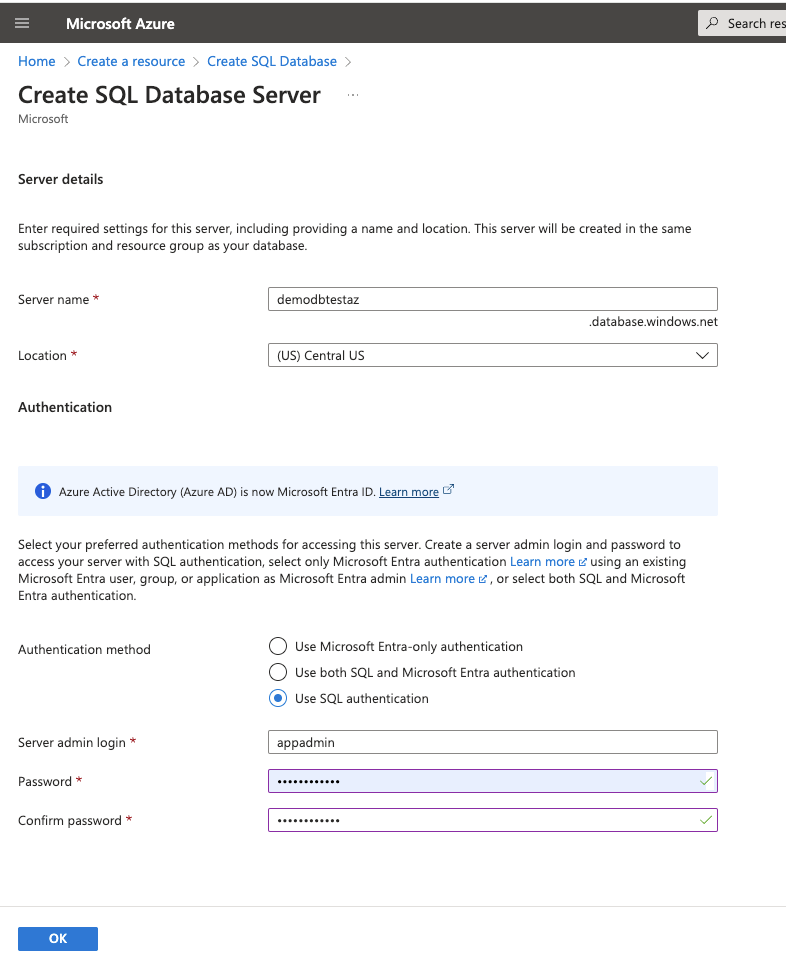 Microsoft Azure
Search res
Home > Create a resource > Create SQL Database >
Create SQL Database Server ...
Microsoft
Server details
Enter required settings for this server, including providing a name and location. This server will be created in the same
subscription and resource group as your database.
Server name *
demodbtestaz
.database.windows.net
Location *
(US) Central US
Authentication
Azure Active Directory (Azure AD) is now Microsoft Entra ID. Learn more
Select your preferred authentication methods for accessing this server. Create a server admin login and password to
access your server with SQL authentication, select only Microsoft Entra authentication Learn more using an existing
Microsoft Entra user, group, or application as Microsoft Entra admin Learn more , or select both SQL and Microsoft
Entra authentication.
Authentication method
Use Microsoft Entra-only authentication
Use both SQL and Microsoft Entra authentication
Use SQL authentication
Server admin login *
appadmin
Password *
••••••••••••
Confirm password *
••••••••••••
OK